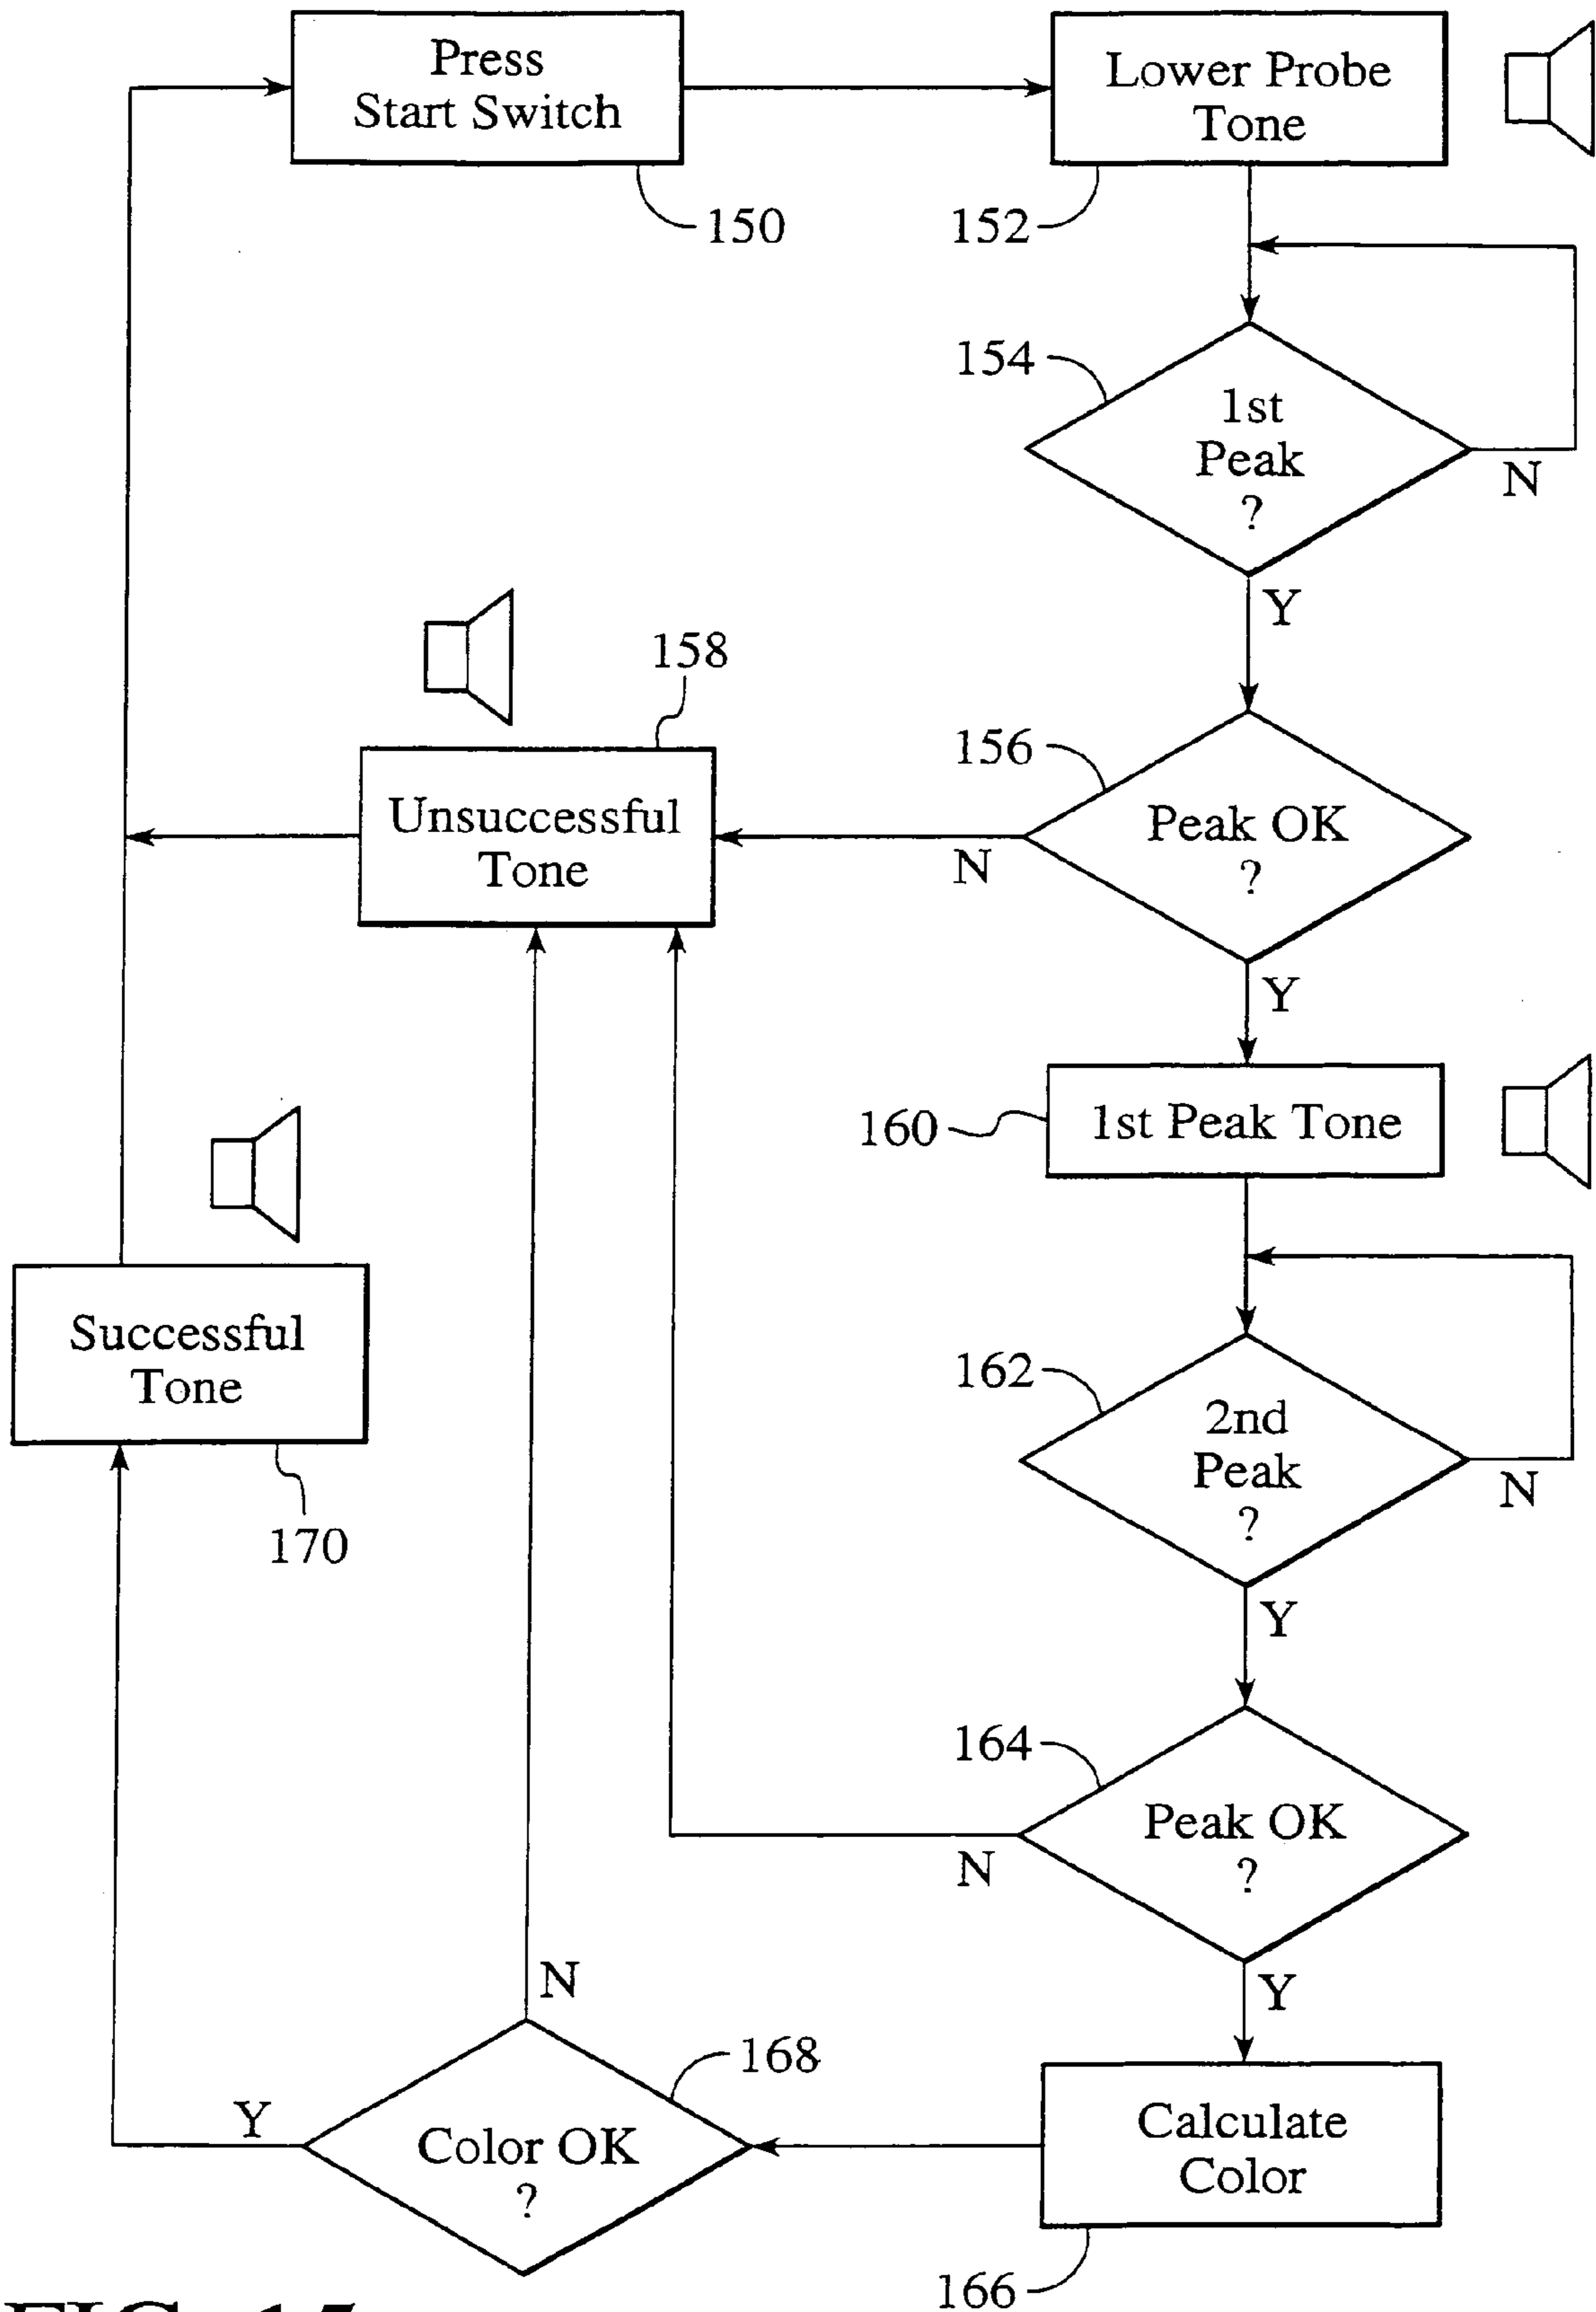 Press
Start Switch
150
Lower Probe
Tone
152
154
1st
Peak
?
N
Y
158
Unsuccessful
Tone
156
Peak OK
?
N
Y
160
1st Peak Tone
Successful
Tone
170
162
2nd
Peak
?
N
Y
164
Peak OK
?
N
Y
N
168
Y
Color OK
?
Calculate
Color
166